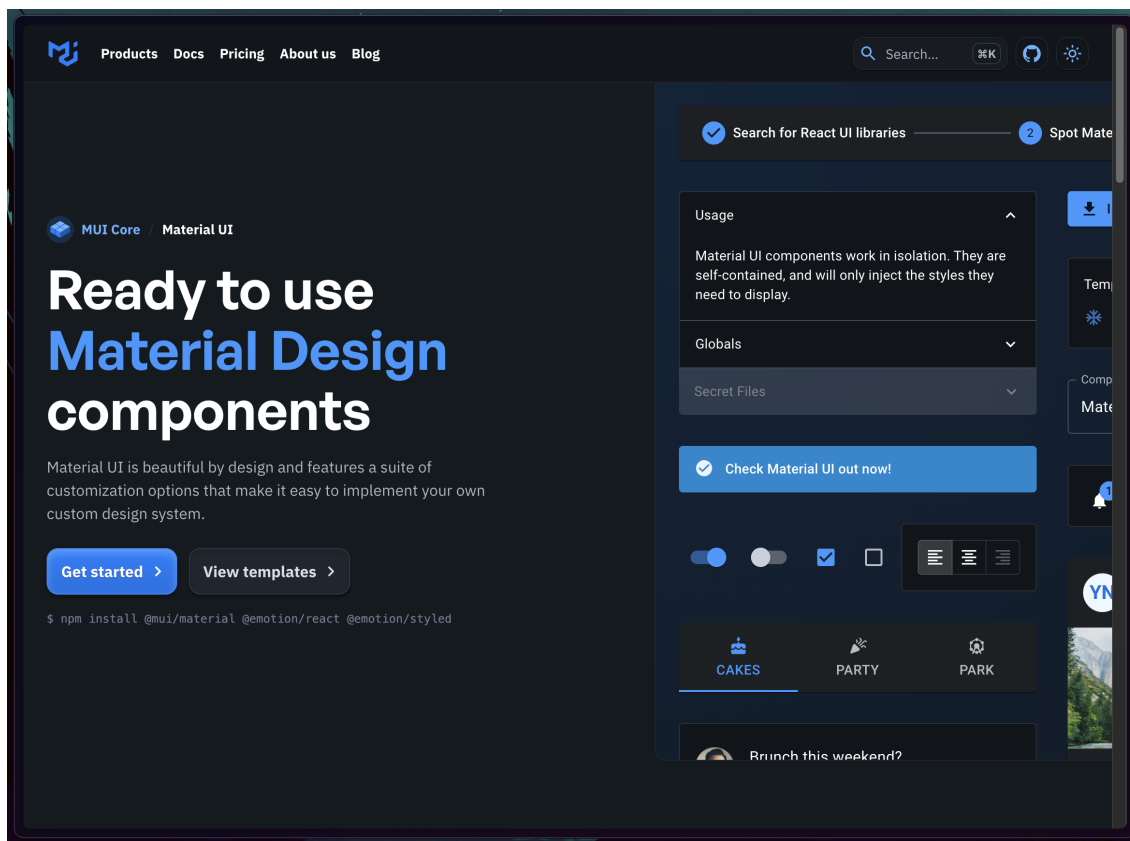 Products Docs Pricing About us Blog
Search... ⌘K
MUI Core / Material UI
Ready to use
Material Design
components
Material UI is beautiful by design and features a suite of
customization options that make it easy to implement your own
custom design system.
Get started
View templates
$ npm install @mui/material @emotion/react @emotion/styled
Search for React UI libraries
2 Spot Mate
Usage
Material UI components work in isolation. They are
self-contained, and will only inject the styles they
need to display.
Globals
Secret Files
Check Material UI out now!
CAKES
PARTY
PARK
Brunch this weekend?
Temp
Comp
Mate
1
YN